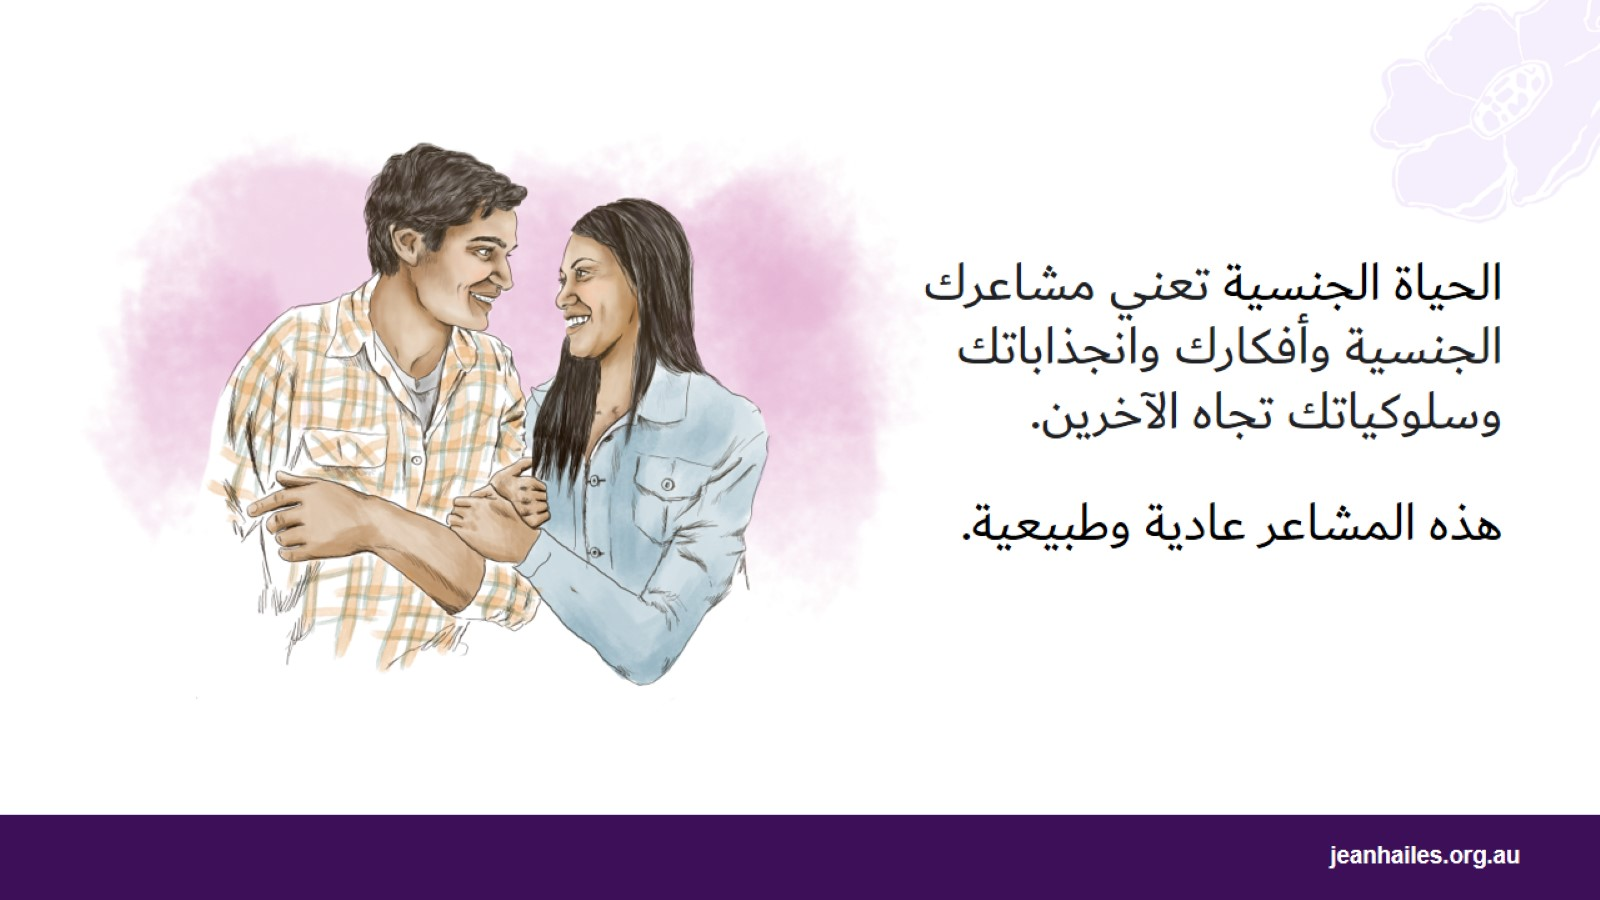 الحياة الجنسية تعني مشاعرك
الجنسية وأفكارك وانجذاباتك
وسلوكياتك تجاه الآخرين.
هذه المشاعر عادية وطبيعية.
jeanhailes.org.au